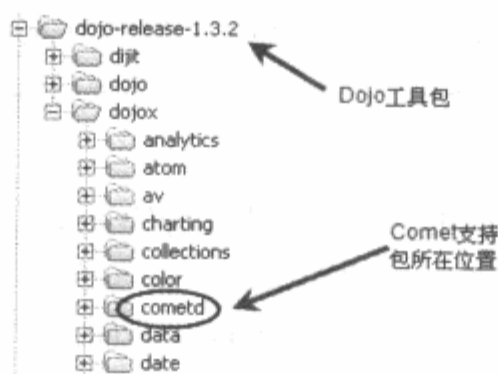 dojo-release-1.3.2
dijit
Dojo工具包
dojo
dojox
analytics
atom
av
charting
Comet支持
collections
包所在位置
color
cometd
data
date